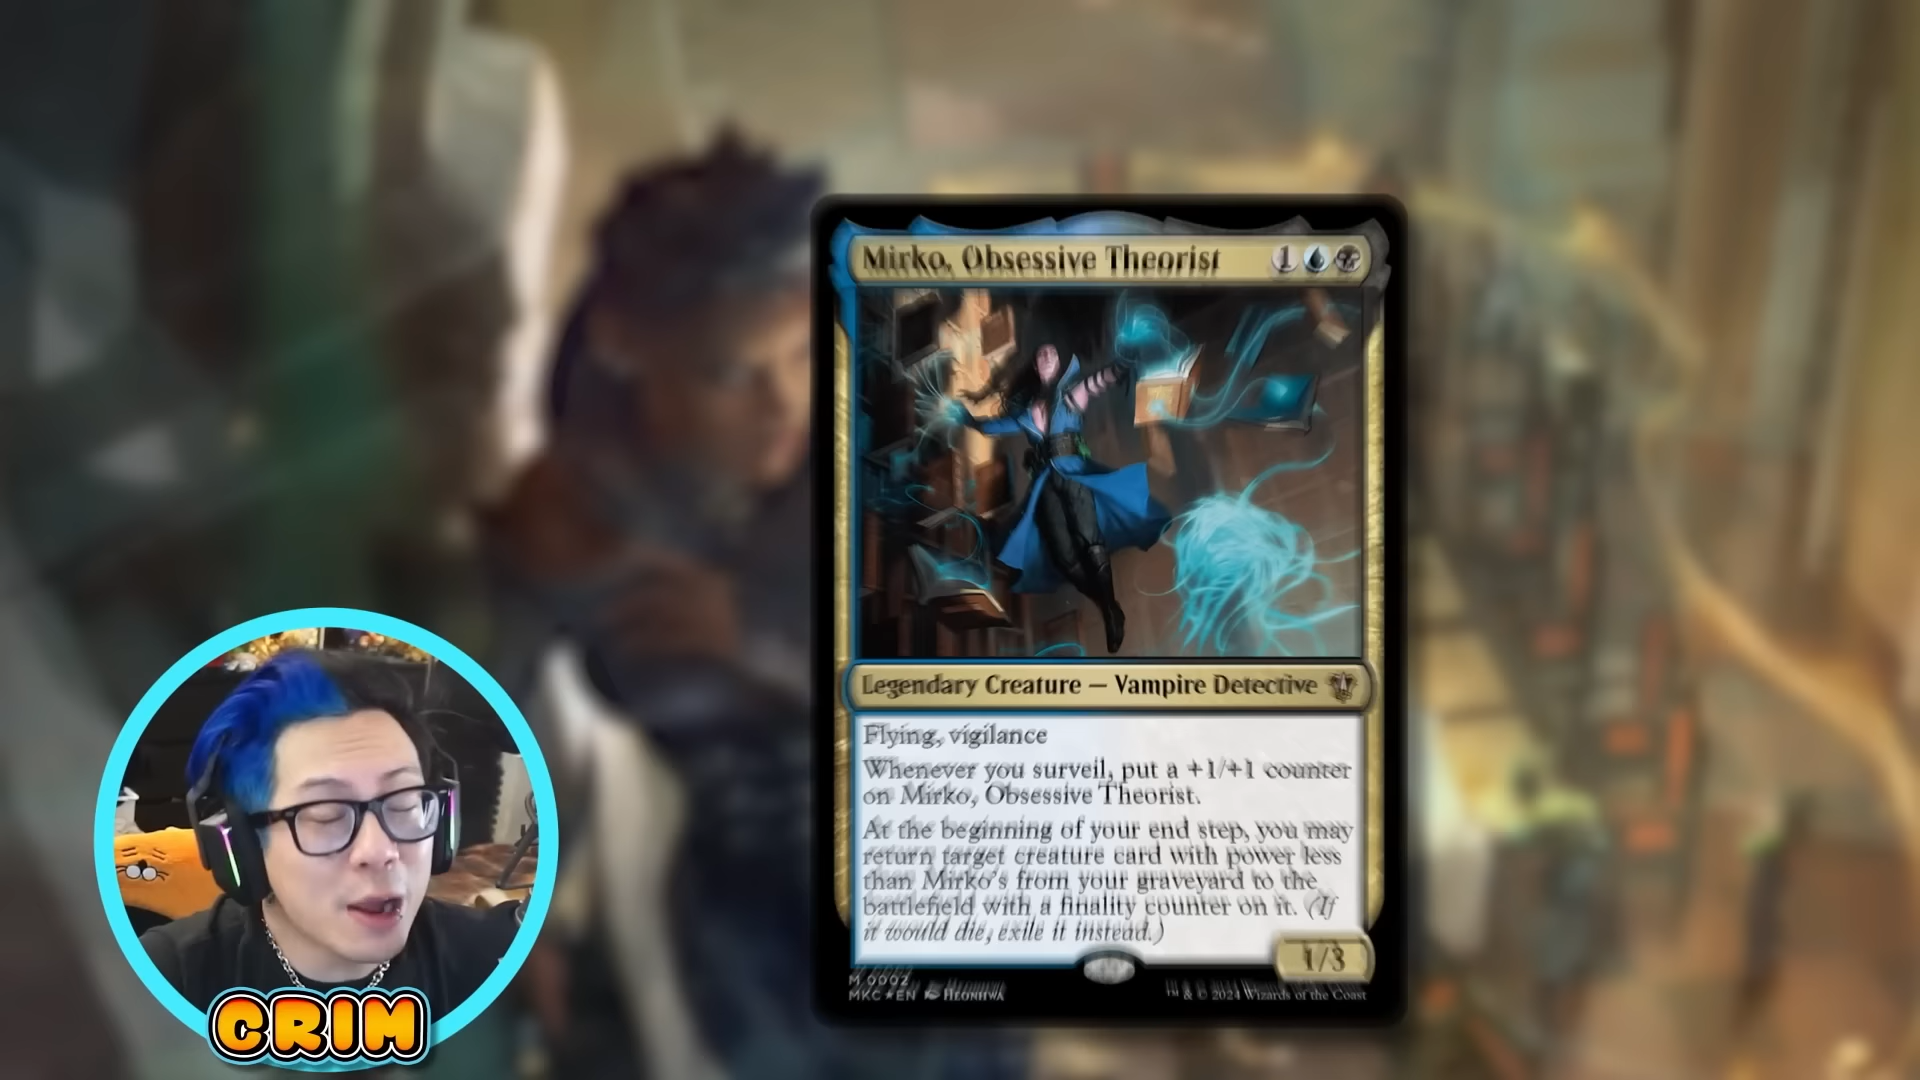 Mirko, Obsessive Theorist 1
Legendary Creature — Vampire Detective
Flying, vigilance
Whenever you surveil, put a +1/+1 counter
on Mirko, Obsessive Theorist.
At the beginning of your end step, you may
return target creature card with power less
than Mirko's from your graveyard to the
battlefield with a finality counter on it. (If
it would die, exile it instead.)
1/3
M 0002
MKC★EN
™ & © 2024 Wizards of the Coast
CRIM